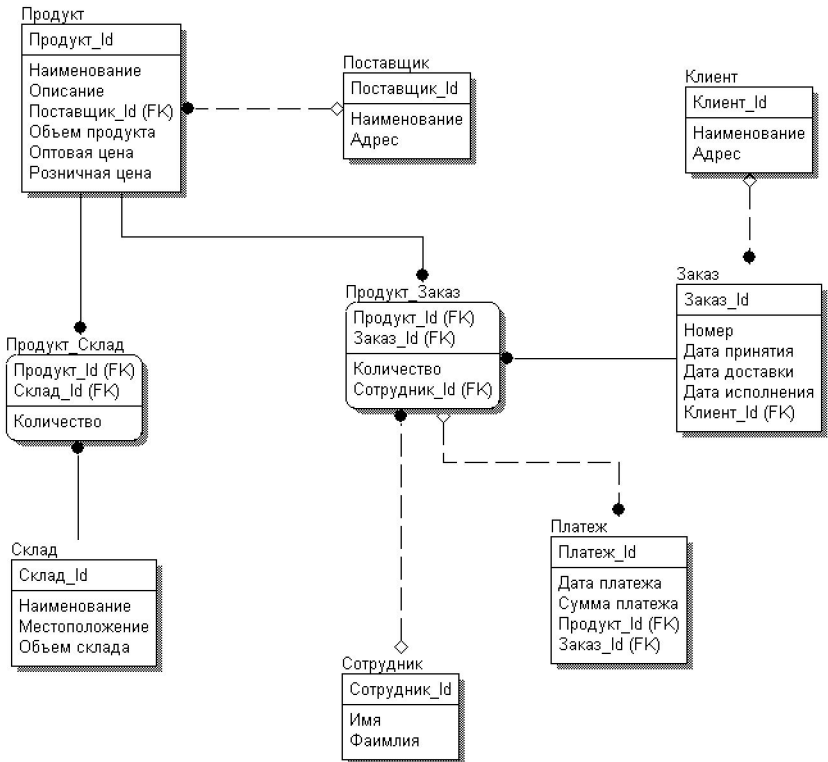 Продукт
Продукт_Id
Наименование
Описание
Поставщик_Id (FK)
Объем продукта
Оптовая цена
Розничная цена
Поставщик
Поставщик_Id
Наименование
Адрес
Клиент
Клиент_Id
Наименование
Адрес
Заказ
Заказ_Id
Номер
Дата принятия
Дата доставки
Дата исполнения
Клиент_Id (FK)
Продукт_Заказ
Продукт_Id (FK)
Заказ_Id (FK)
Количество
Сотрудник_Id (FK)
Продукт_Склад
Продукт_Id (FK)
Склад_Id (FK)
Количество
Склад
Склад_Id
Наименование
Местоположение
Объем склада
Платеж
Платеж_Id
Дата платежа
Сумма платежа
Продукт_Id (FK)
Заказ_Id (FK)
Сотрудник
Сотрудник_Id
Имя
Фаимлия